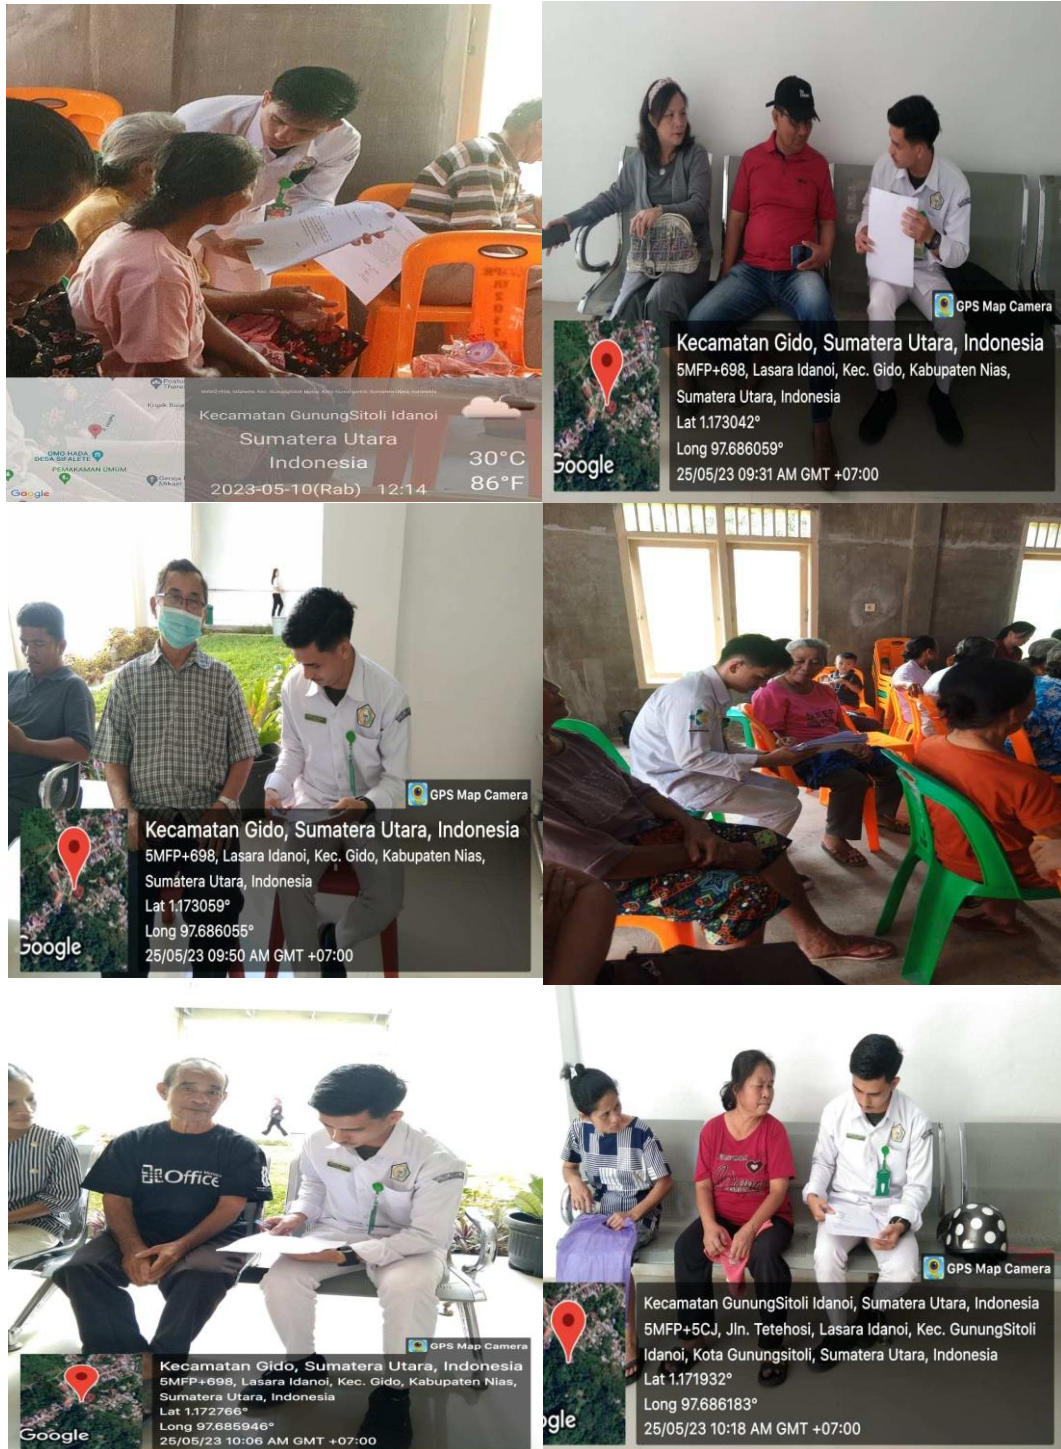 Kecamatan GunungSitoli Idanoi
Sumatera Utara
Indonesia
2023-05-10(Rab) 12:14
30°C
86°F
OMO HADA
DESA SIFALETE
PEMAKAMAN UMUM
Google
GPS Map Camera
Kecamatan Gido, Sumatera Utara, Indonesia
5MFP+698, Lasara Idanoi, Kec. Gido, Kabupaten Nias,
Sumatera Utara, Indonesia
Lat 1.173042°
Long 97.686059°
25/05/23 09:31 AM GMT +07:00
Google
GPS Map Camera
Kecamatan Gido, Sumatera Utara, Indonesia
5MFP+698, Lasara Idanoi, Kec. Gido, Kabupaten Nias,
Sumatera Utara, Indonesia
Lat 1.173059°
Long 97.686055°
25/05/23 09:50 AM GMT +07:00
Google
Office
GPS Map Camera
Kecamatan Gido, Sumatera Utara, Indonesia
5MFP+698, Lasara Idanoi, Kec. Gido, Kabupaten Nias,
Sumatera Utara, Indonesia
Lat 1.172766°
Long 97.685946°
25/05/23 10:06 AM GMT +07:00
Google
GPS Map Camera
Kecamatan GunungSitoli Idanoi, Sumatera Utara, Indonesia
5MFP+5CJ, Jln. Tetehosi, Lasara Idanoi, Kec. GunungSitoli
Idanoi, Kota Gunungsitoli, Sumatera Utara, Indonesia
Lat 1.171932°
Long 97.686183°
25/05/23 10:18 AM GMT +07:00
gle